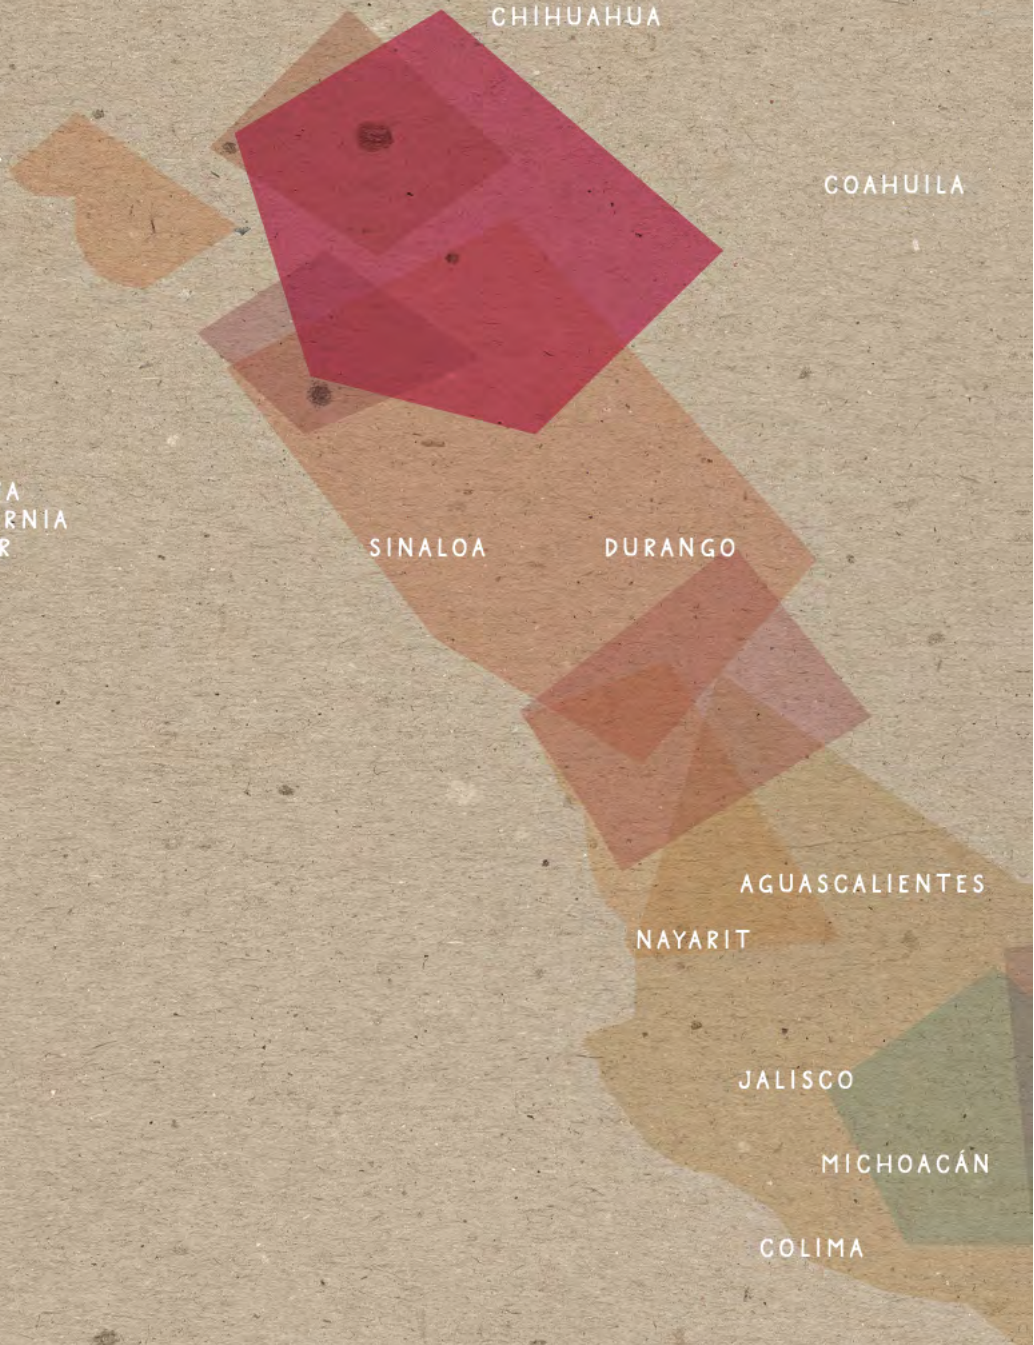 CHIHUAHUA
COAHUILA
RNIA
SINALOA
DURANGO
AGUASCALIENTES
NAYARIT
JALISCO
MICHOACÁN
COLIMA